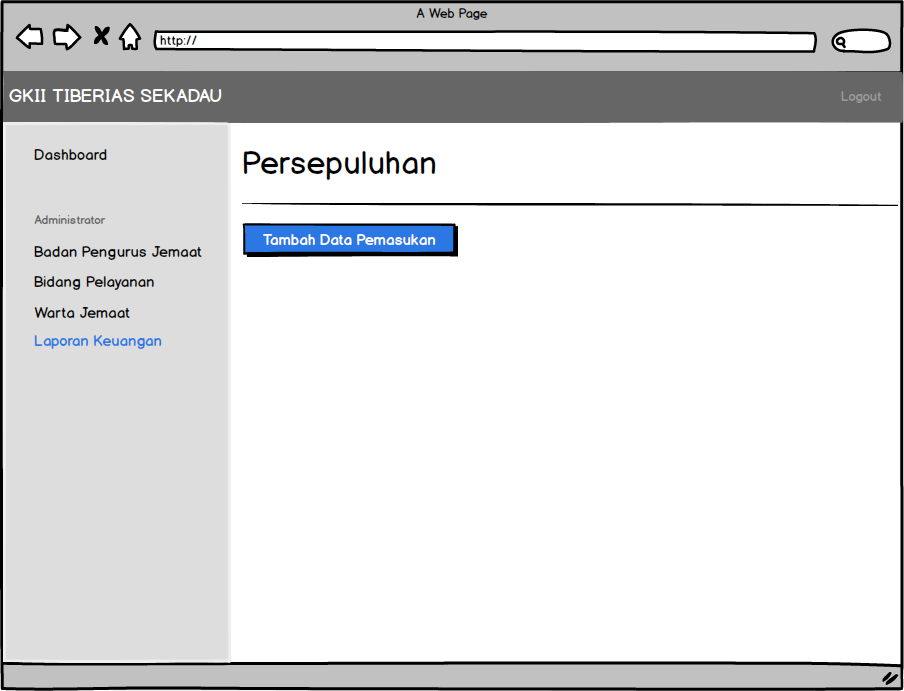 A Web Page
http://
GKII TIBERIAS SEKADAU
Logout
Dashboard
Administrator
Badan Pengurus Jemaat
Bidang Pelayanan
Warta Jemaat
Laporan Keuangan
Persepuluhan
Tambah Data Pemasukan